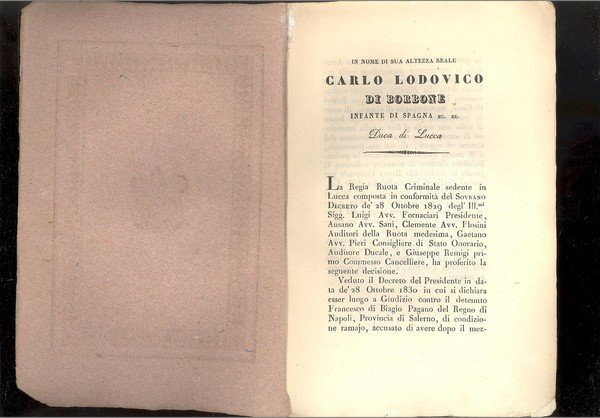 IN NOME DI SUA ALTEZZA REALE
CARLO LODOVICO
DI BORBONE
INFANTE DI SPAGNA EC. EC.
Duca di Lucca
La Regia Ruota Criminale sedente in
Lucca composta in conformità del SOVRANO
DECRETO de' 28 Ottobre 1829 degl' Ill.mi
Sigg. Luigi Avv. Fornaciari Presidente,
Ansano Avv. Sani, Clemente Avv. Flosini
Auditori della Ruota medesima, Gaetano
Avv. Pieri Consigliere di Stato Onorario,
Auditore Ducale, e Giuseppe Remigi pri-
mo Commesso Cancelliere, ha proferito la
seguente decisione.
Veduto il Decreto del Presidente in da-
ta de' 28 Ottobre 1830 in cui si dichiara
esser luogo a Giudizio contro il detenuto
Francesco di Biagio Pagano del Regno di
Napoli, Provincia di Salerno, di condizio-
ne ramajo, accusato di avere dopo il mez-